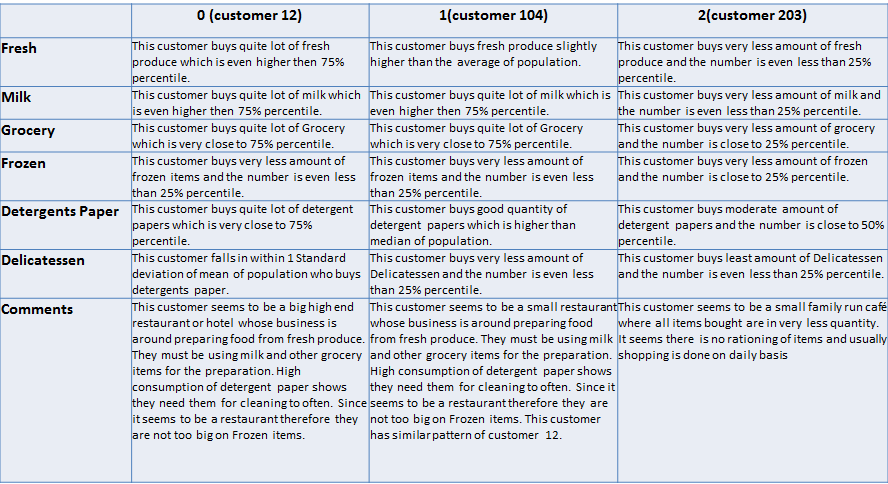 0 (customer 12)
1(customer 104)
2(customer 203)
Fresh
This customer buys quite lot of fresh
produce which is even higher then 75%
percentile.
This customer buys fresh produce slightly
higher than the average of population.
This customer buys very less amount of fresh
produce and the number is even less than 25%
percentile.
Milk
This customer buys quite lot of milk which
is even higher then 75% percentile.
This customer buys quite lot of milk which is
even higher then 75% percentile.
This customer buys very less amount of milk and
the number is even less than 25% percentile.
Grocery
This customer buys quite lot of Grocery
which is very close to 75% percentile.
This customer buys quite lot of Grocery
which is very close to 75% percentile.
This customer buys very less amount of grocery
and the number is close to 25% percentile.
Frozen
This customer buys very less amount of
frozen items and the number is even less
than 25% percentile.
This customer buys very less amount of
frozen items and the number is even less
than 25% percentile.
This customer buys very less amount of frozen
and the number is close to 25% percentile.
Detergents Paper
This customer buys quite lot of detergent
papers which is very close to 75%
percentile.
This customer buys good quantity of
detergent papers which is higher than
median of population.
This customer buys moderate amount of
detergent papers and the number is close to 50%
percentile.
Delicatessen
This customer falls in within 1 Standard
deviation of mean of population who buys
detergents paper.
This customer buys very less amount of
Delicatessen and the number is even less
than 25% percentile.
This customer buys least amount of Delicatessen
and the number is even less than 25% percentile.
Comments
This customer seems to be a big high end
restaurant or hotel whose business is
around preparing food from fresh produce.
They must be using milk and other grocery
items for the preparation. High
consumption of detergent paper shows
they need them for cleaning to often. Since
it seems to be a restaurant therefore they
are not too big on Frozen items.
This customer seems to be a small restaurant
whose business is around preparing food
from fresh produce. They must be using milk
and other grocery items for the preparation.
High consumption of detergent paper shows
they need them for cleaning to often. Since it
seems to be a restaurant therefore they are
not too big on Frozen items. This customer
has similar pattern of customer 12.
This customer seems to be a small family run café
where all items bought are in very less quantity.
It seems there is no rationing of items and usually
shopping is done on daily basis